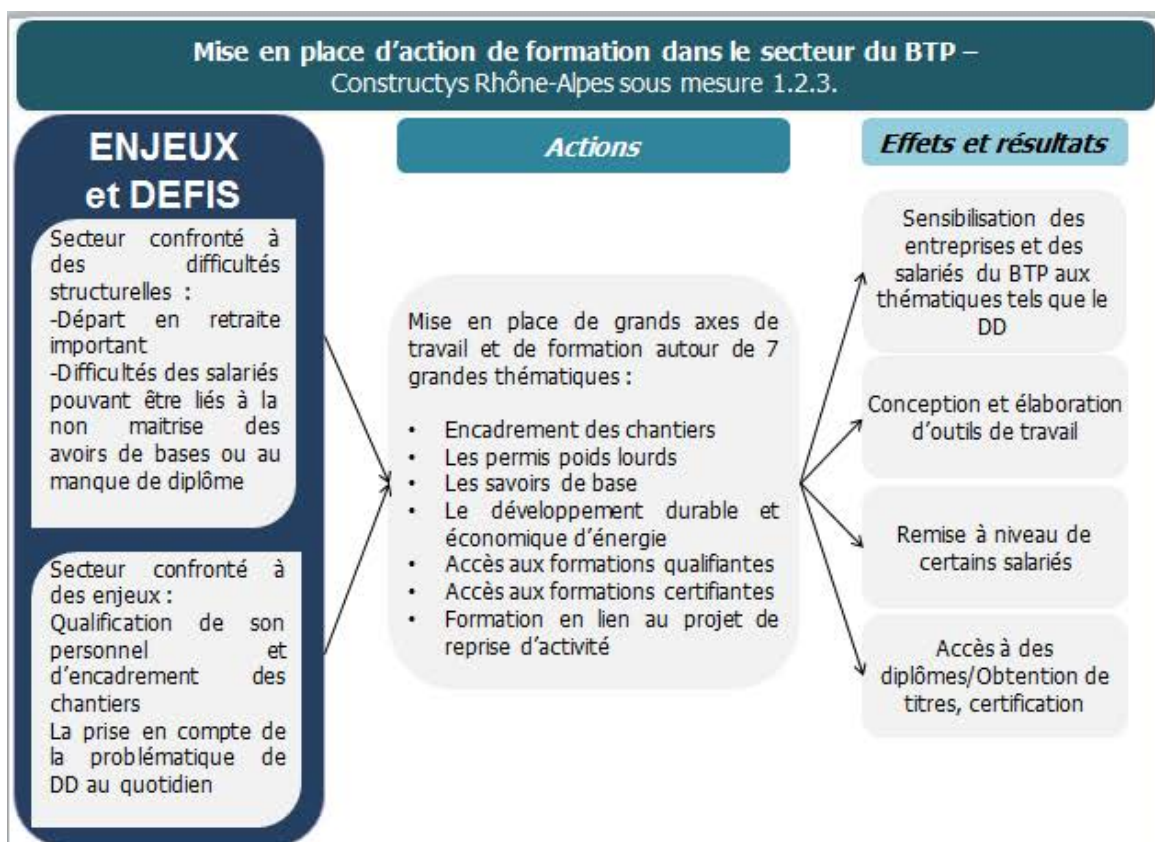 Mise en place d'action de formation dans le secteur du BTP –
Constructys Rhône-Alpes sous mesure 1.2.3.
ENJEUX
et DEFIS
Secteur confronté à
des difficultés
structurelles :
-Départ en retraite
important
-Difficultés des salariés
pouvant être liés à la
non maitrise des
avoirs de bases ou au
manque de diplôme
Secteur confronté à
des enjeux :
Qualification de son
personnel et
d'encadrement des
chantiers
La prise en compte de
la problématique de
DD au quotidien
Actions
Mise en place de grands axes de
travail et de formation autour de 7
grandes thématiques :
• Encadrement des chantiers
• Les permis poids lourds
• Les savoirs de base
• Le développement durable et
économique d'énergie
• Accès aux formations qualifiantes
• Accès aux formations certifiantes
• Formation en lien au projet de
reprise d'activité
Effets et résultats
Sensibilisation des
entreprises et des
salariés du BTP aux
thématiques tels que le
DD
Conception et élaboration
d'outils de travail
Remise à niveau de
certains salariés
Accès à des
diplômes/Obtention de
titres, certification